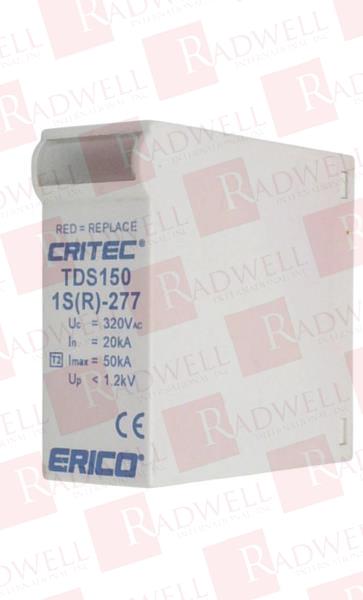 RED = REPLACE
CRITEC®
TDS150
1S(R)-277
Uc = 320VAC
In = 20kA
T2 Imax = 50kA
Up < 1.2kV
CE
ERICO®
RADWELL
INTERNATIONAL, INC.